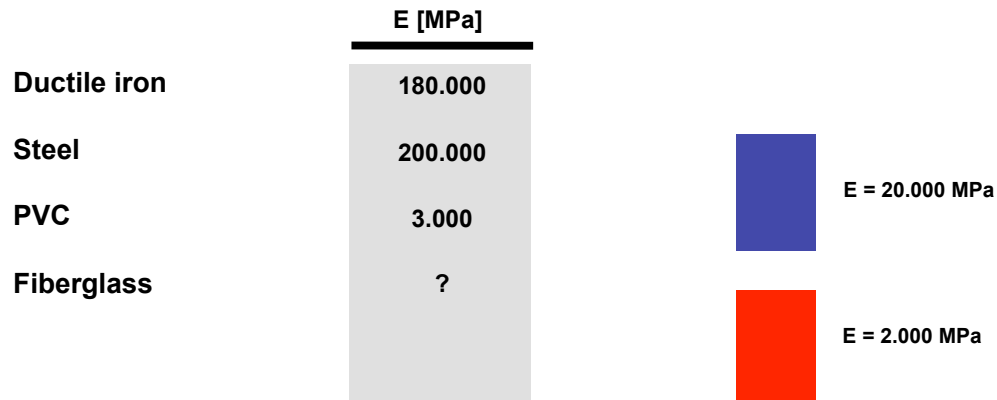 E [MPa]
Ductile iron 180.000
Steel 200.000
PVC 3.000
Fiberglass ?
E = 20.000 MPa
E = 2.000 MPa